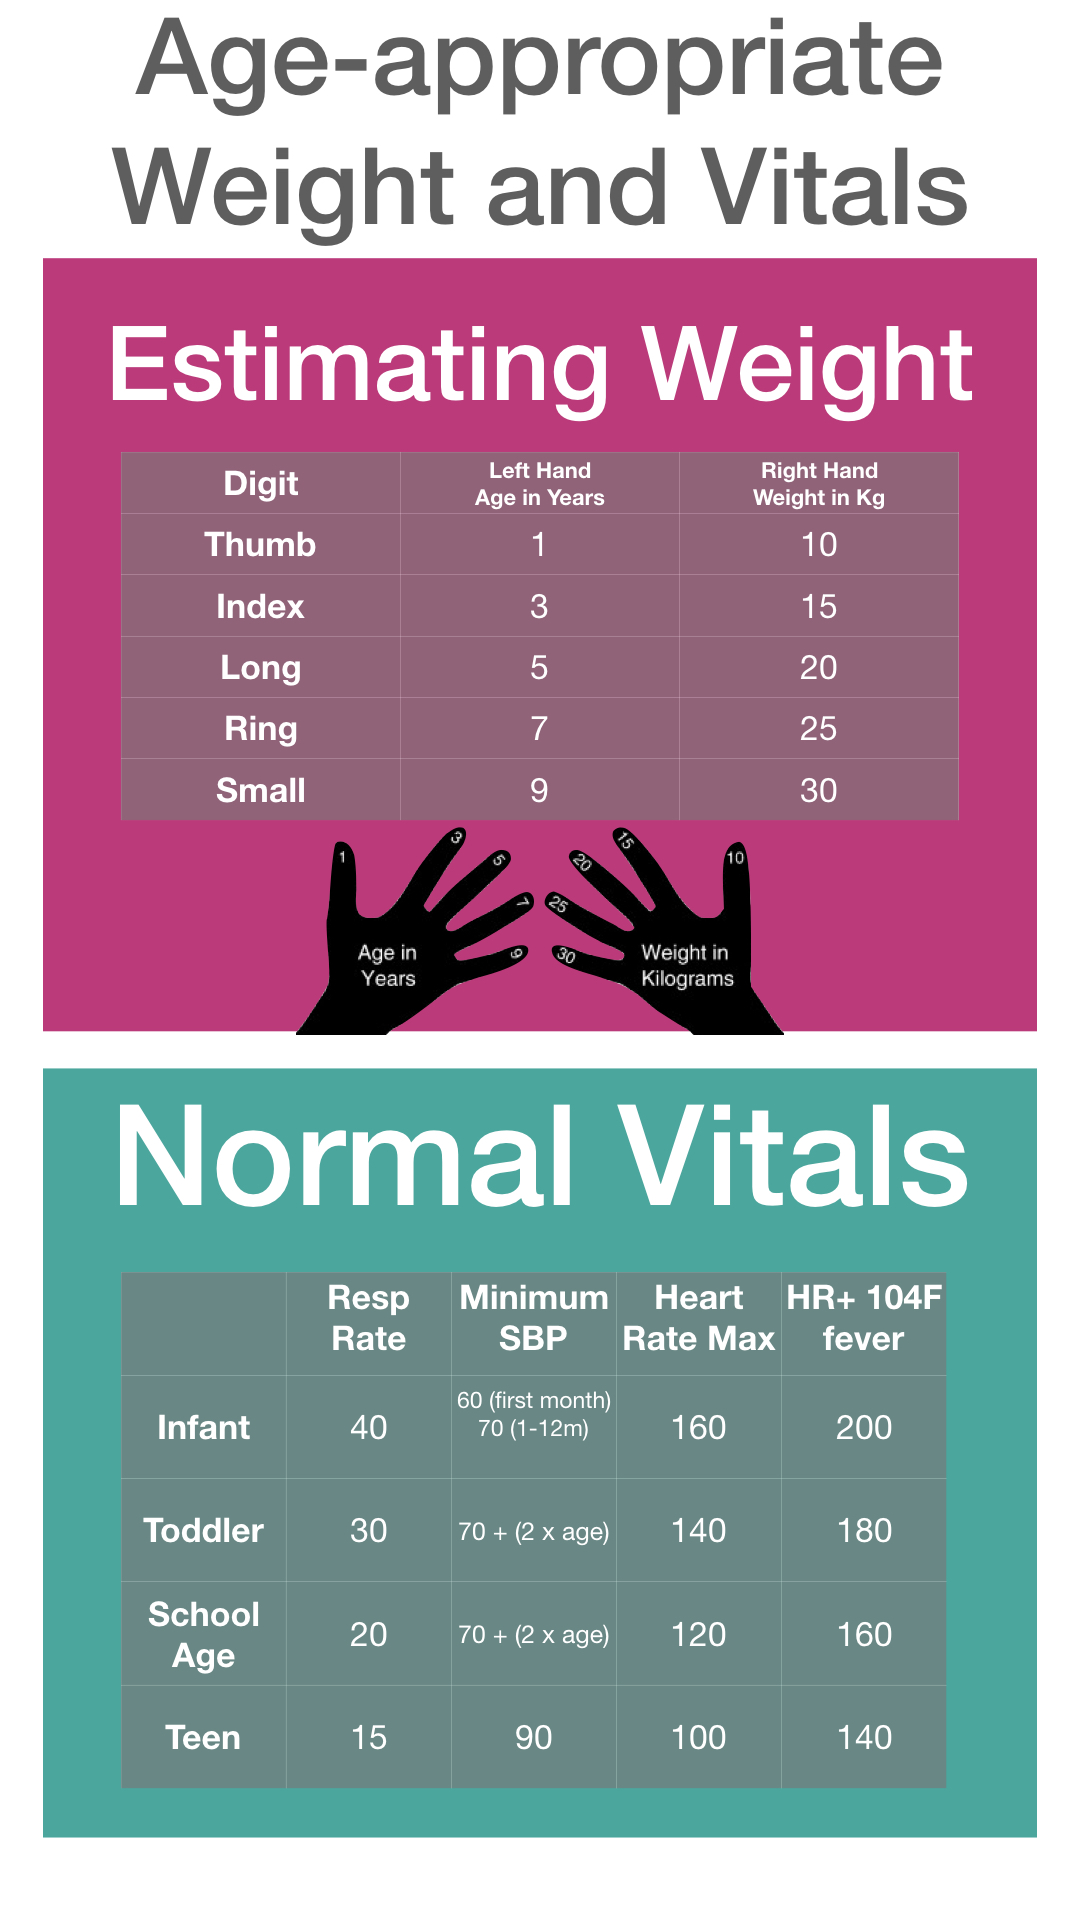 Age-appropriate
Weight and Vitals
Estimating Weight
Digit Left Hand Age in Years Right Hand Weight in Kg
Thumb 1 10
Index 3 15
Long 5 20
Ring 7 25
Small 9 30
1 3 5 7 9
Age in
Years
10 15 20 25 30
Weight in
Kilograms
Normal Vitals
Resp Rate Minimum SBP Heart Rate Max HR+ 104F fever
Infant 40 60 (first month) 70 (1-12m) 160 200
Toddler 30 70 + (2 x age) 140 180
School Age 20 70 + (2 x age) 120 160
Teen 15 90 100 140